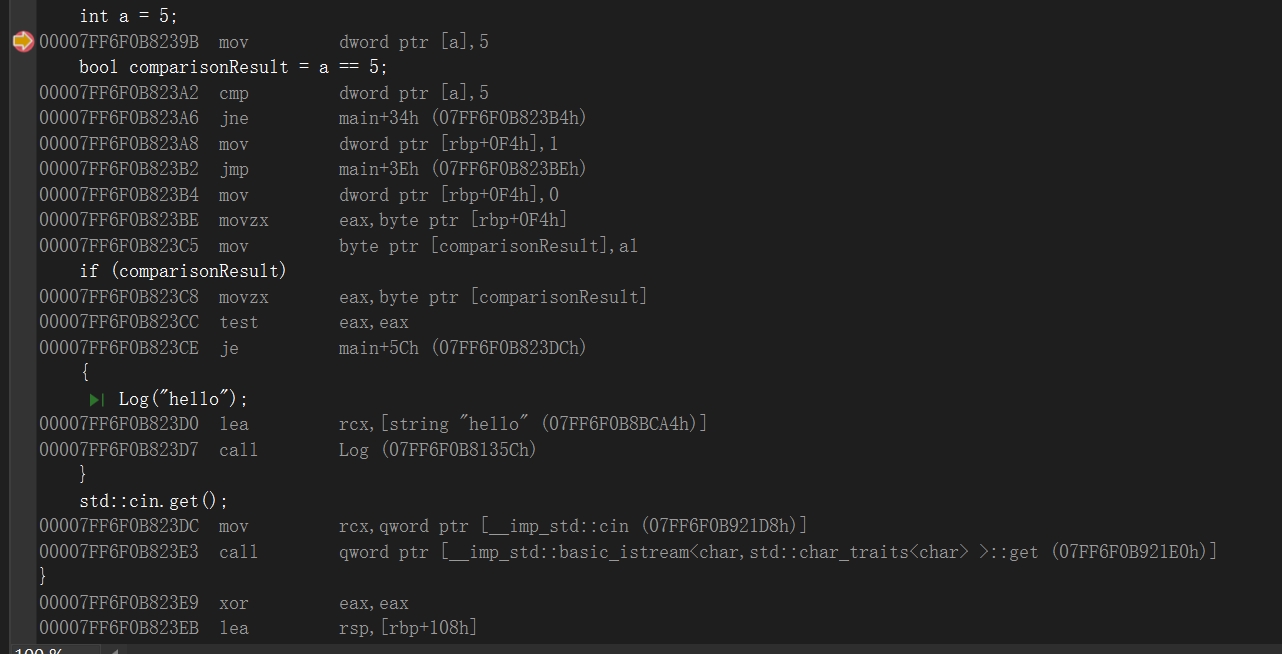 int a = 5;
00007FF6F0B8239B mov dword ptr [a],5
bool comparisonResult = a == 5;
00007FF6F0B823A2 cmp dword ptr [a],5
00007FF6F0B823A6 jne main+34h (07FF6F0B823B4h)
00007FF6F0B823A8 mov dword ptr [rbp+0F4h],1
00007FF6F0B823B2 jmp main+3Eh (07FF6F0B823BEh)
00007FF6F0B823B4 mov dword ptr [rbp+0F4h],0
00007FF6F0B823BE movzx eax,byte ptr [rbp+0F4h]
00007FF6F0B823C5 mov byte ptr [comparisonResult],al
if (comparisonResult)
00007FF6F0B823C8 movzx eax,byte ptr [comparisonResult]
00007FF6F0B823CC test eax,eax
00007FF6F0B823CE je main+5Ch (07FF6F0B823DCh)
{
Log("hello");
00007FF6F0B823D0 lea rcx,[string "hello" (07FF6F0B8BCA4h)]
00007FF6F0B823D7 call Log (07FF6F0B8135Ch)
}
std::cin.get();
00007FF6F0B823DC mov rcx,qword ptr [__imp_std::cin (07FF6F0B921D8h)]
00007FF6F0B823E3 call qword ptr [__imp_std::basic_istream<char,std::char_traits<char> >::get (07FF6F0B921E0h)]
}
00007FF6F0B823E9 xor eax,eax
00007FF6F0B823EB lea rsp,[rbp+108h]
100 %